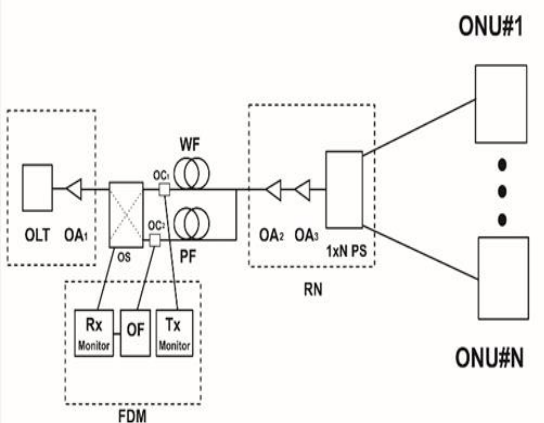 ONU#1
WF
OC1
OLT
OA1
OS
OC2
PF
OA2
OA3
1xN PS
RN
Rx
Monitor
OF
Tx
Monitor
FDM
ONU#N